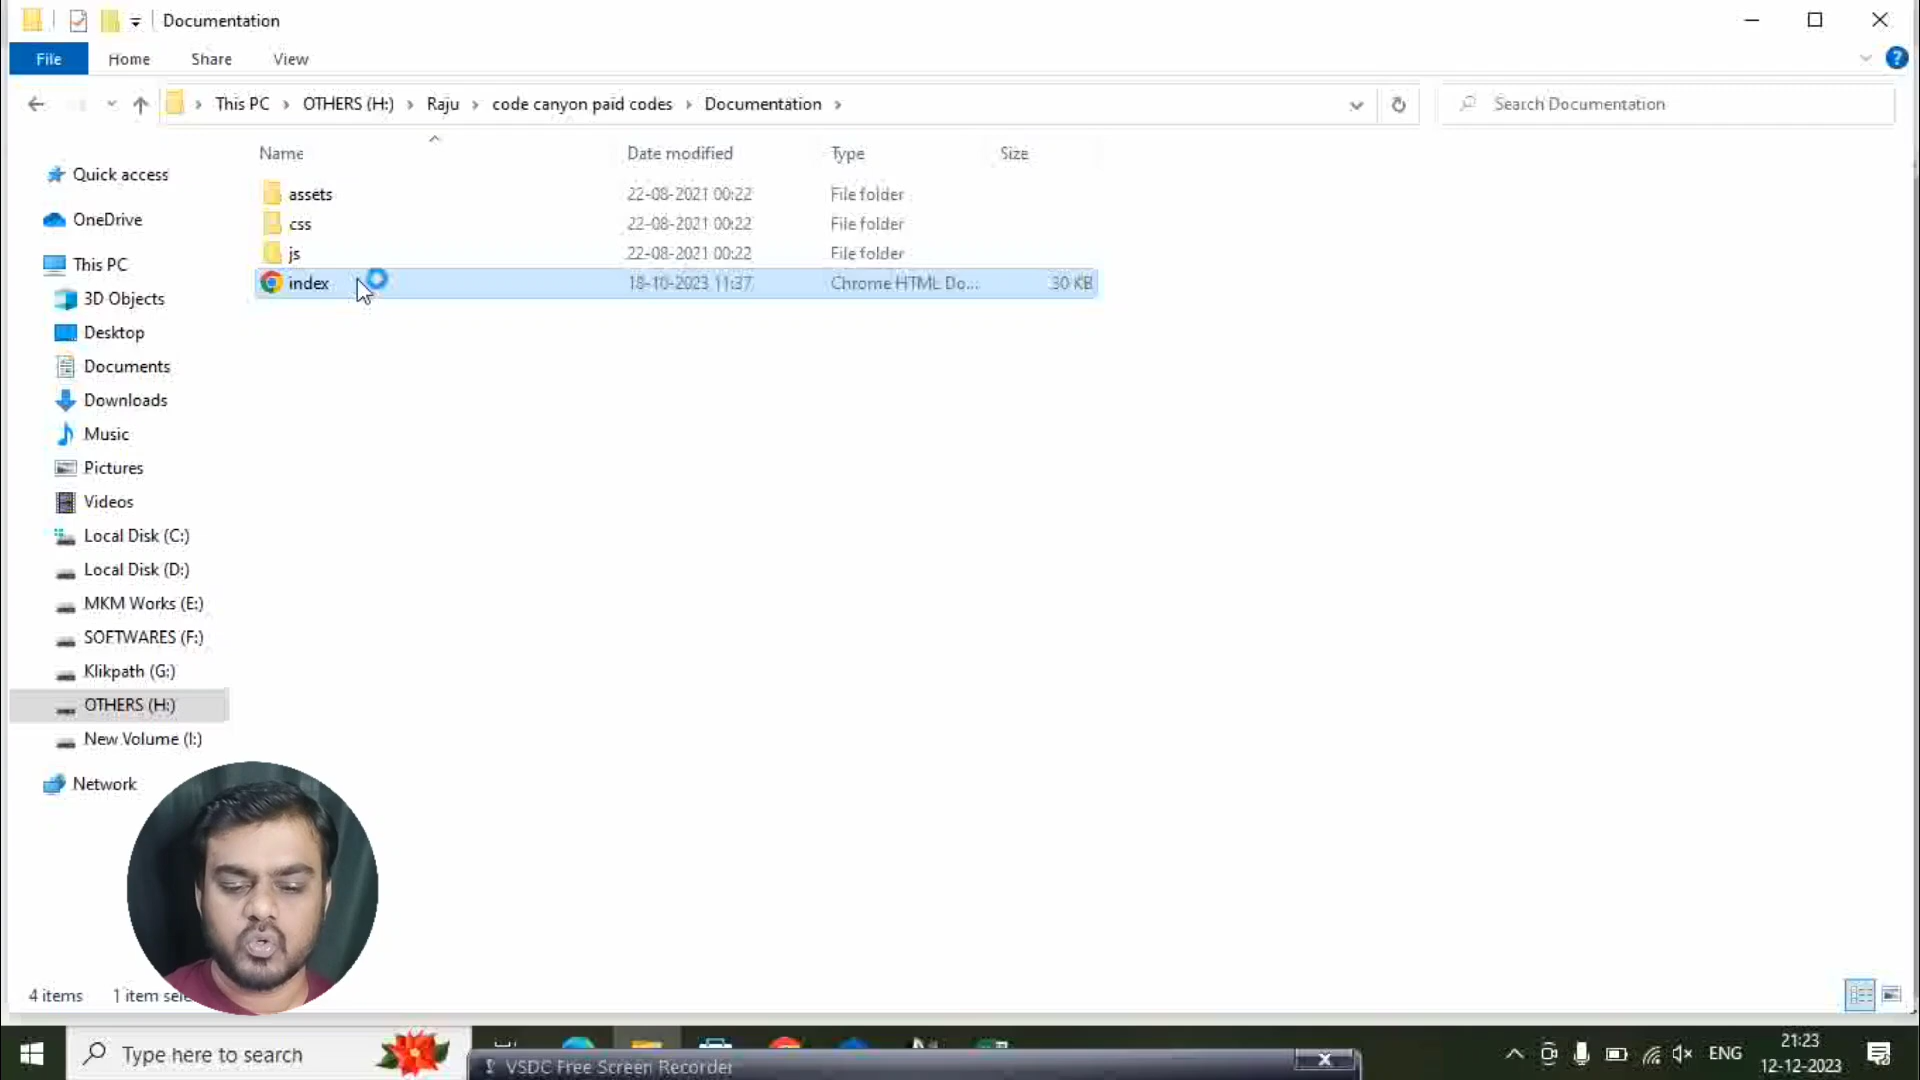 Documentation
File Home Share View
This PC OTHERS (H:) Raju code canyon paid codes Documentation
Search Documentation
Name Date modified Type Size
assets 22-08-2021 00:22 File folder
css 22-08-2021 00:22 File folder
js 22-08-2021 00:22 File folder
index 18-10-2023 11:37 Chrome HTML Do... 30 KB
Quick access
OneDrive
This PC
3D Objects
Desktop
Documents
Downloads
Music
Pictures
Videos
Local Disk (C:)
Local Disk (D:)
MKM Works (E:)
SOFTWARES (F:)
Klikpath (G:)
OTHERS (H:)
New Volume (I:)
Network
4 items 1 item
Type here to search
VSDC Free Screen Recorder
ENG
21:23
12-12-2023